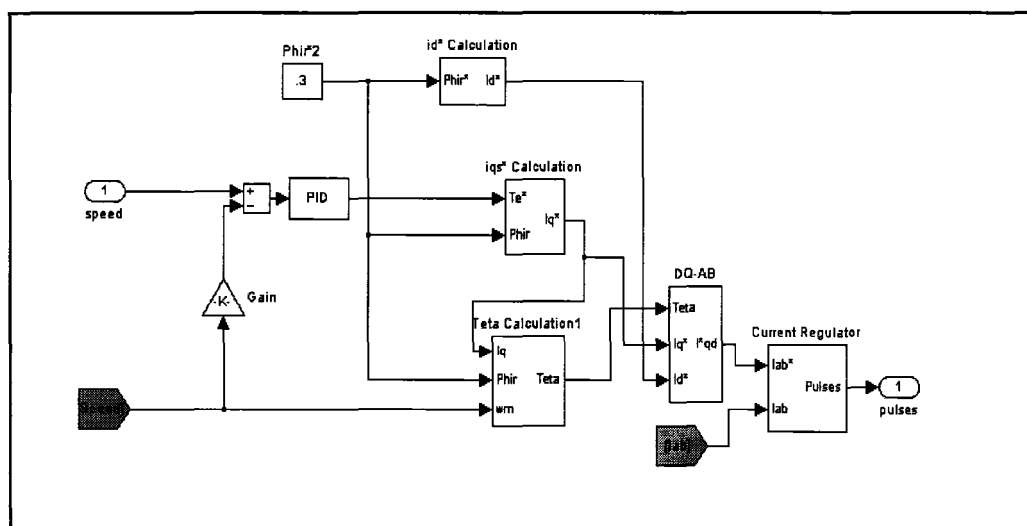 id* Calculation
Phir*2
.3
Phir* Id*
iqs* Calculation
1
speed
+
−
PID
Te*
Iq*
Phir
-K-
Gain
DQ-AB
Teta
Iq* I*qd
Id*
Teta Calculation1
Iq
Phir Teta
wm
Current Regulator
Iab*
Pulses
Iab
1
pulses